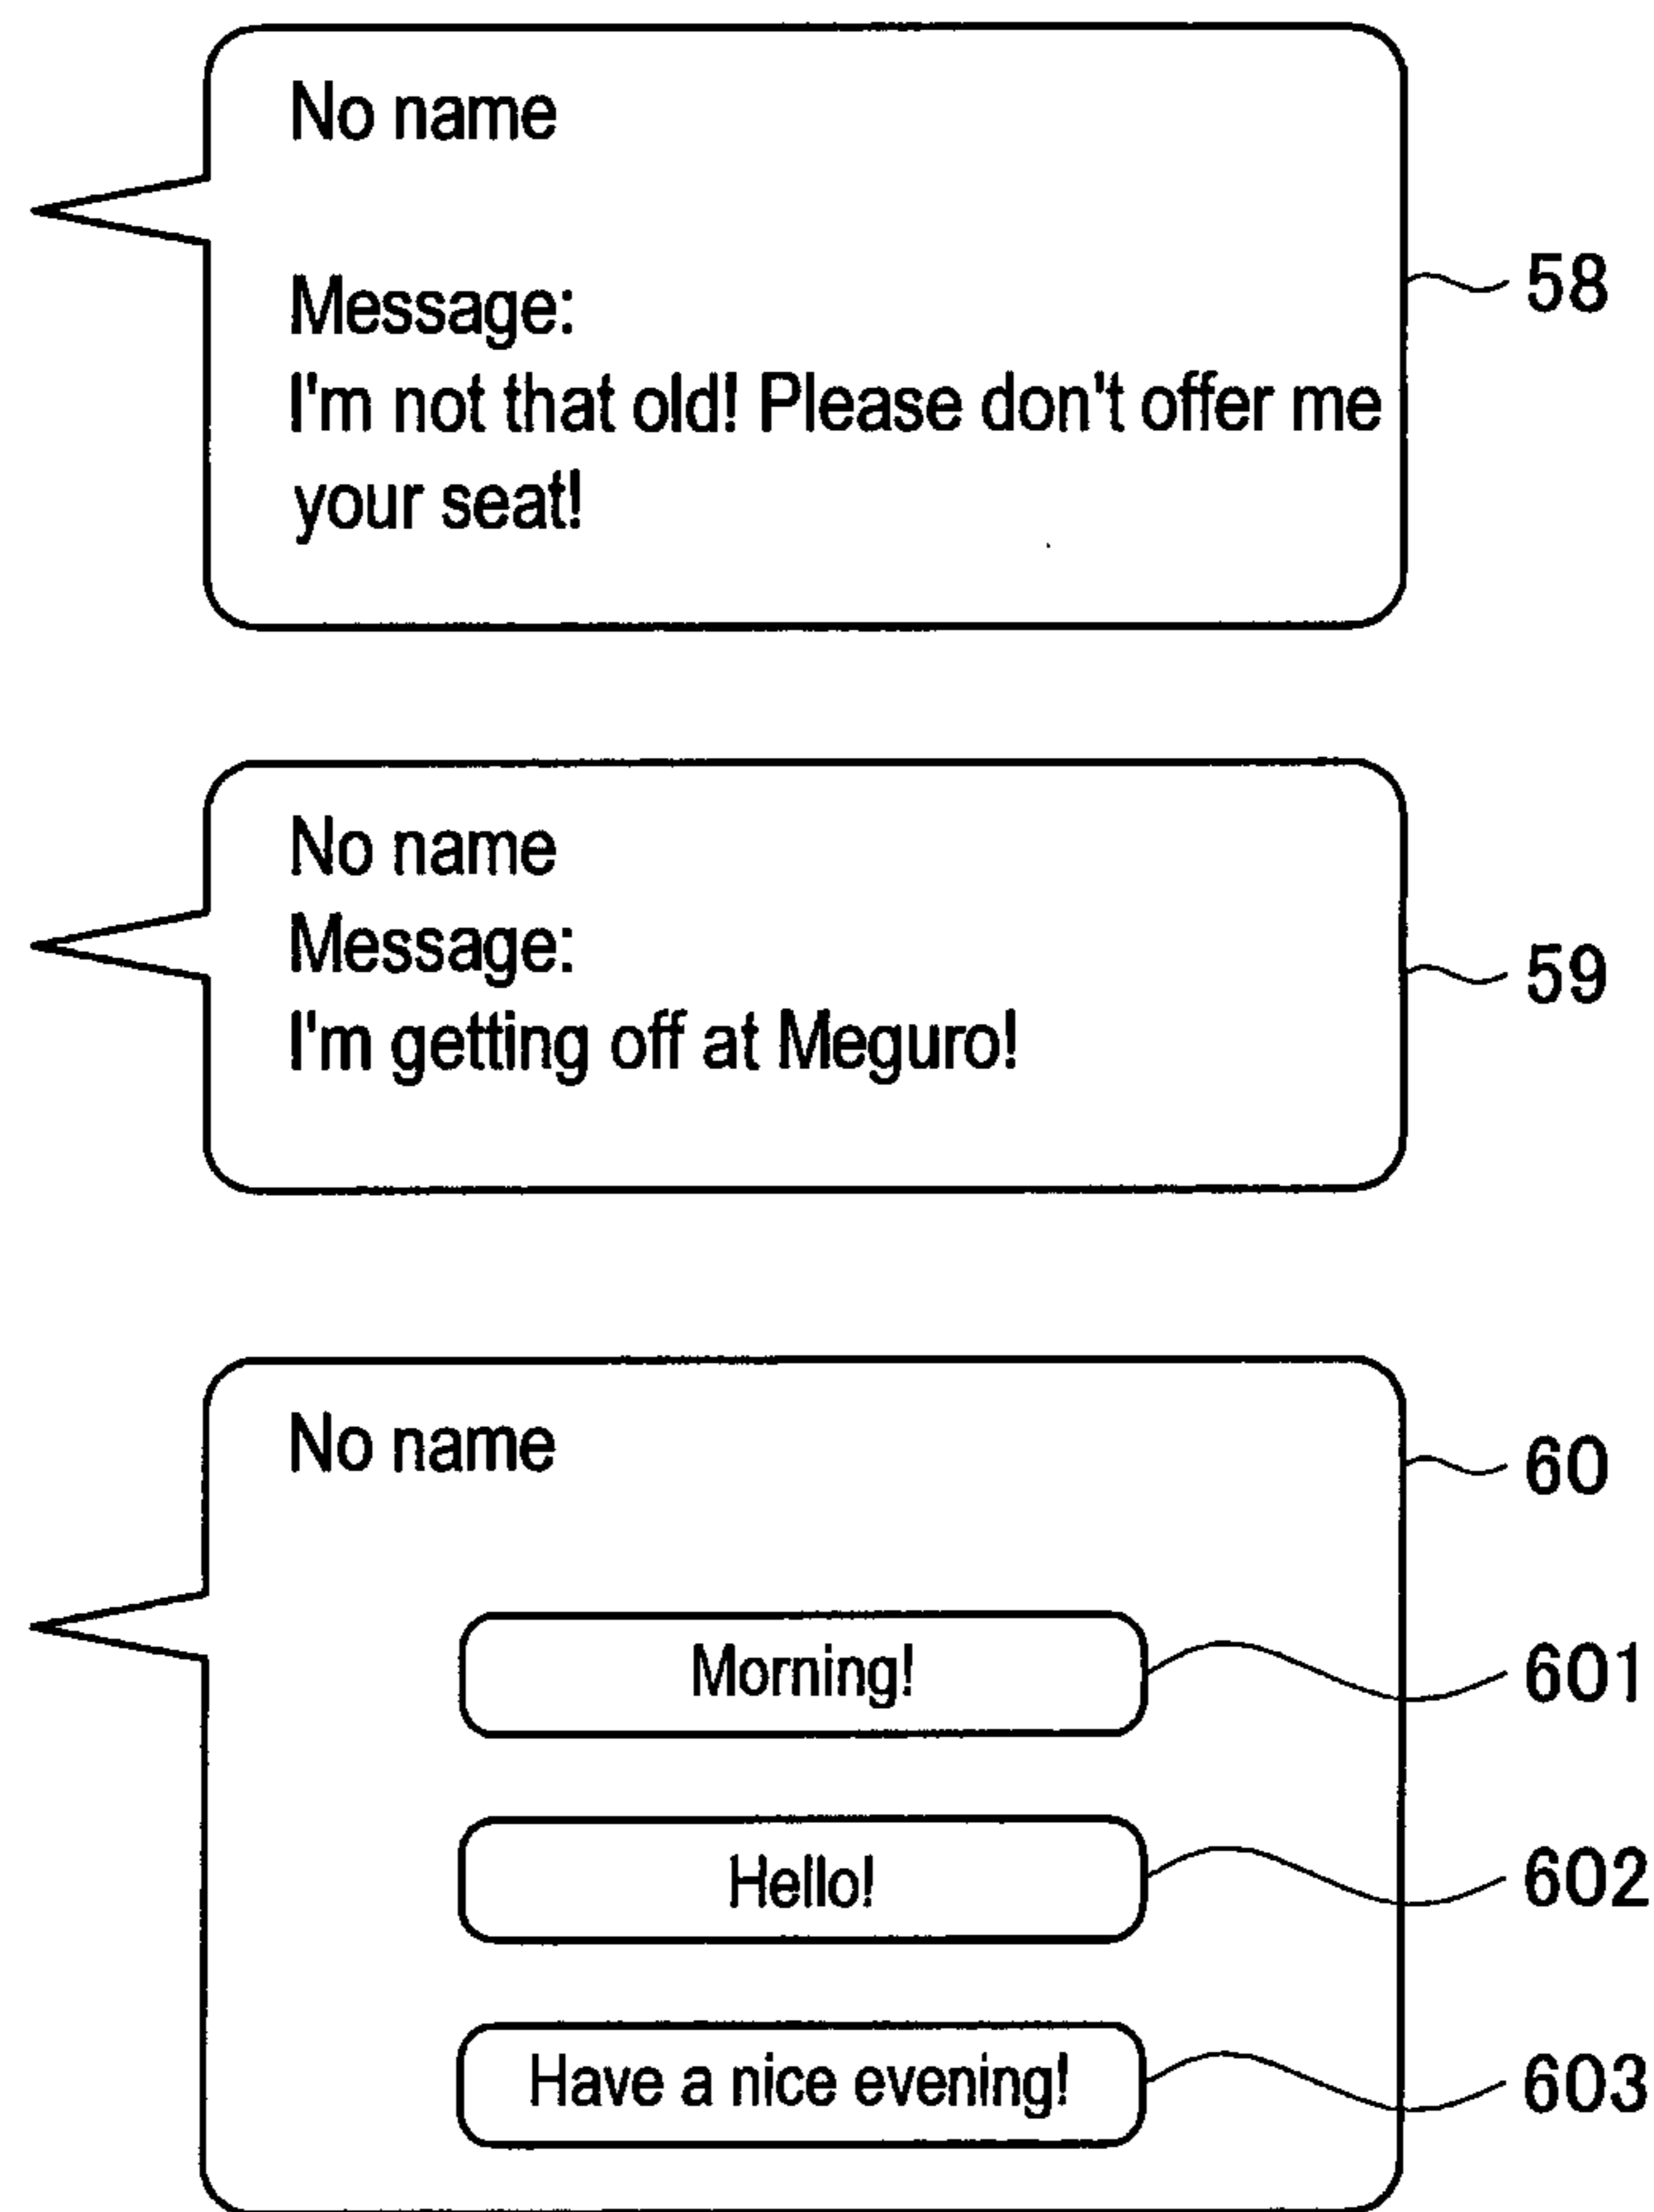 No name
Message:
I'm not that old! Please don't offer me
your seat!
58
No name
Message:
I'm getting off at Meguro!
59
No name
60
Morning!
601
Hello!
602
Have a nice evening!
603